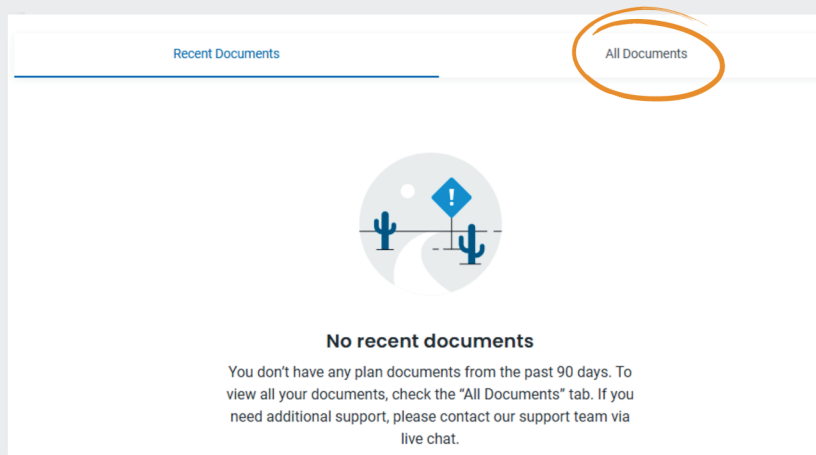 Recent Documents
All Documents
!
No recent documents
You don’t have any plan documents from the past 90 days. To
view all your documents, check the “All Documents” tab. If you
need additional support, please contact our support team via
live chat.